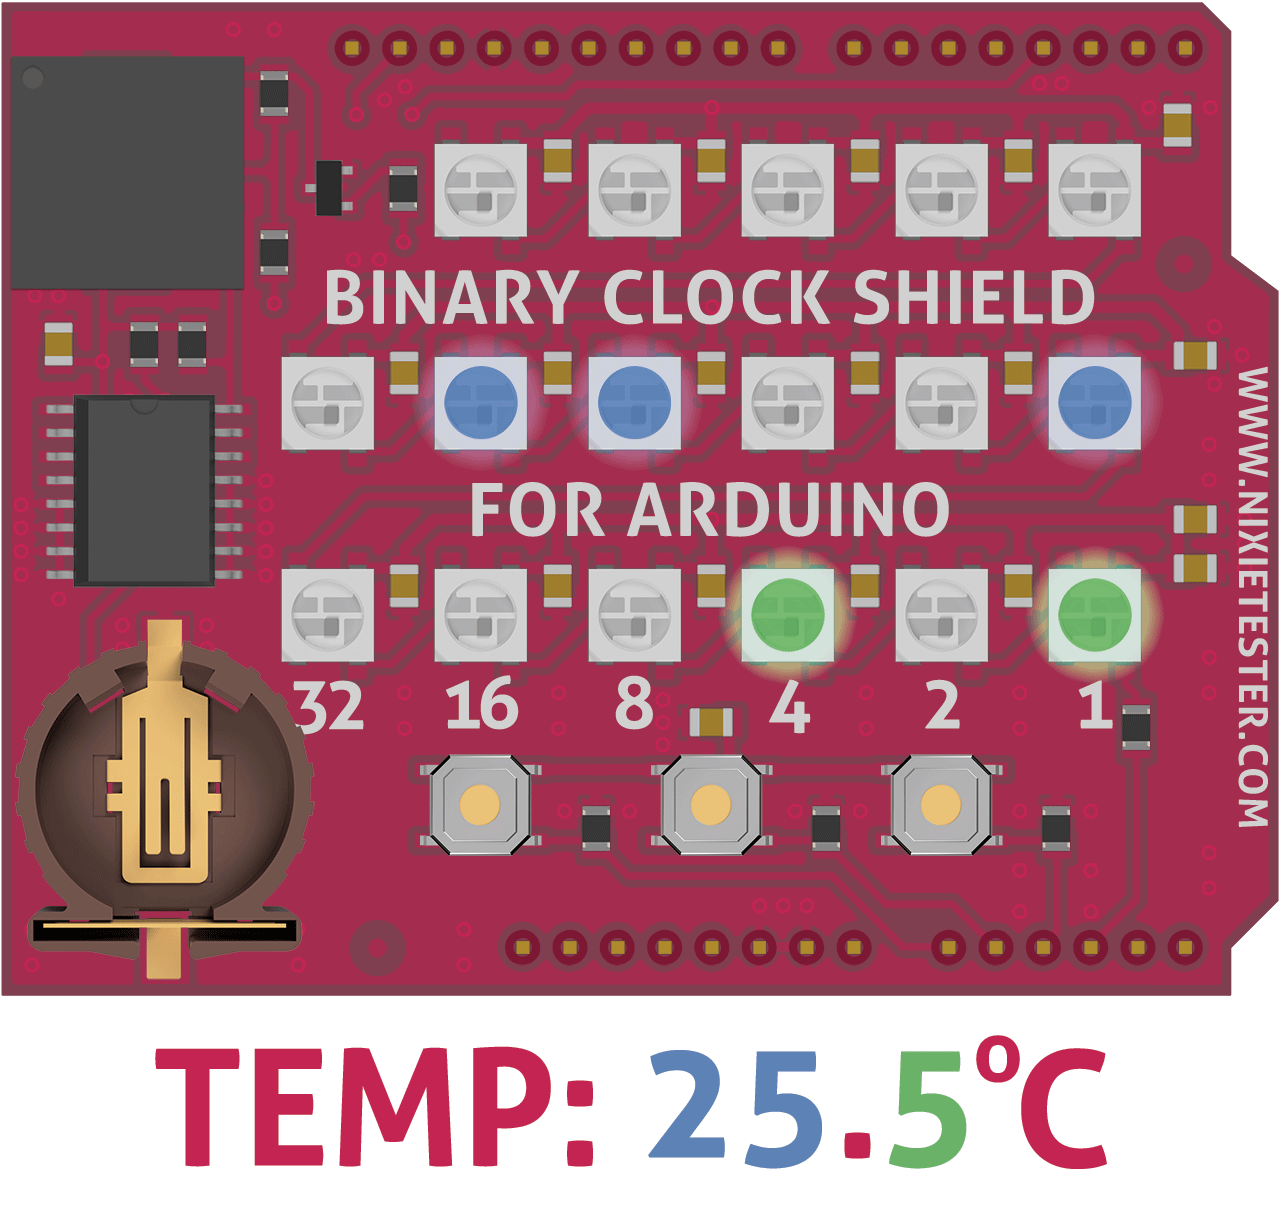 BINARY CLOCK SHIELD
FOR ARDUINO
32 16 8 4 2 1
WWW.NIXIETESTER.COM
TEMP: 25.5°C